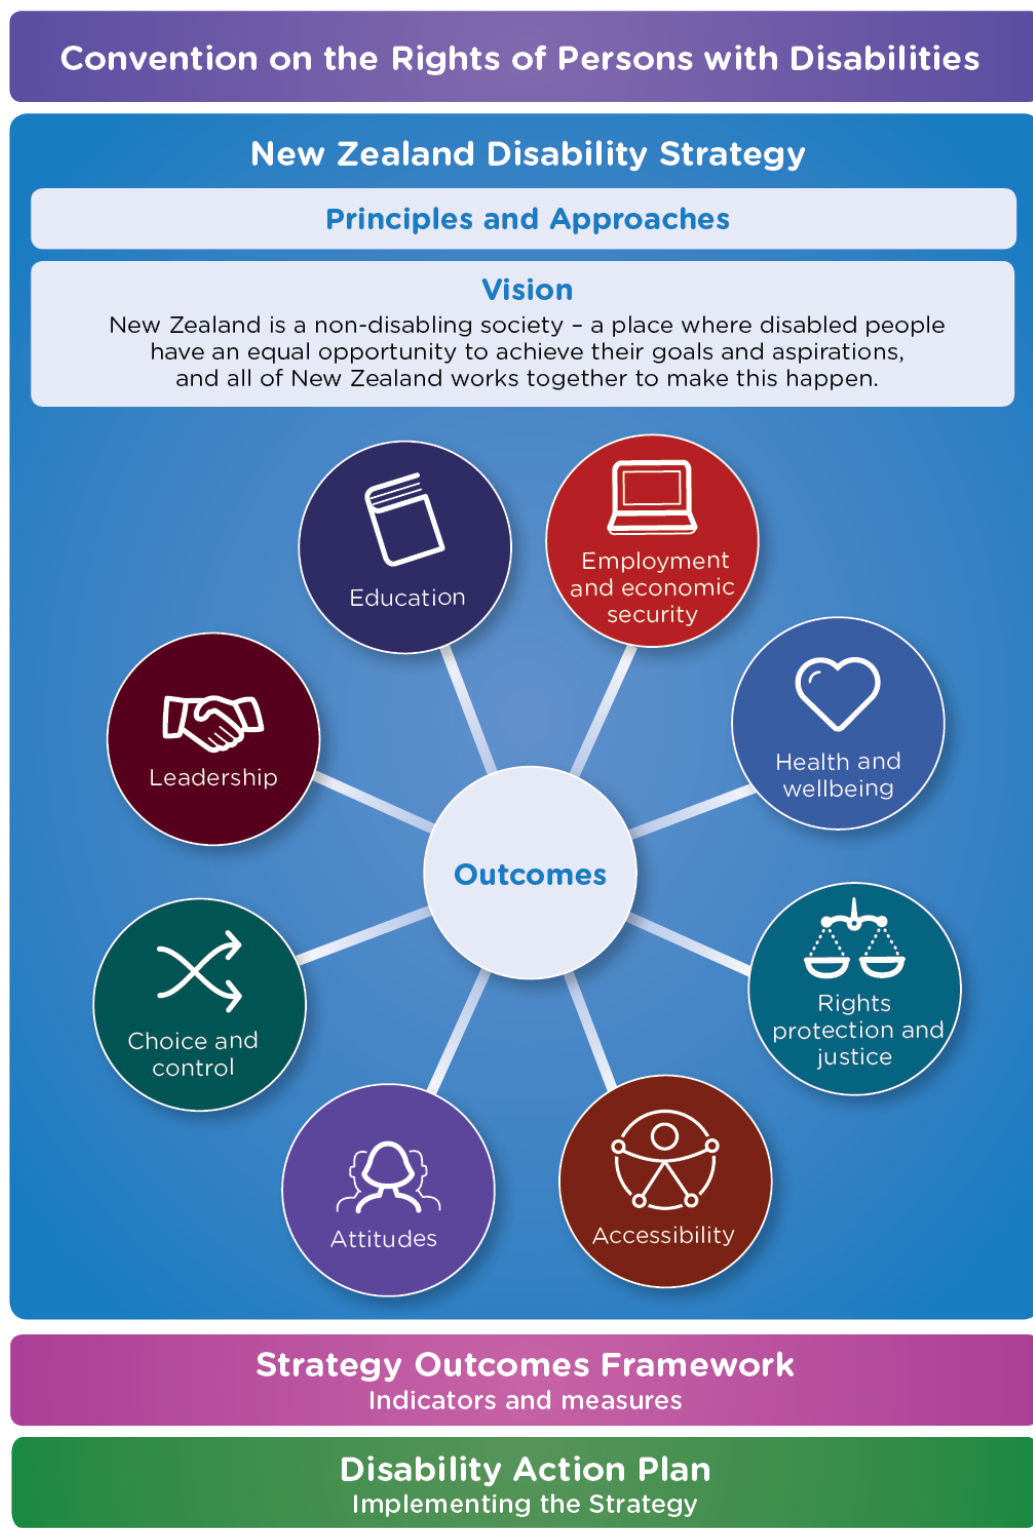 Convention on the Rights of Persons with Disabilities
New Zealand Disability Strategy
Principles and Approaches
Vision
New Zealand is a non-disabling society – a place where disabled people
have an equal opportunity to achieve their goals and aspirations,
and all of New Zealand works together to make this happen.
Education
Employment
and economic
security
Leadership
Health and
wellbeing
Outcomes
Choice and
control
Rights
protection and
justice
Attitudes
Accessibility
Strategy Outcomes Framework
Indicators and measures
Disability Action Plan
Implementing the Strategy